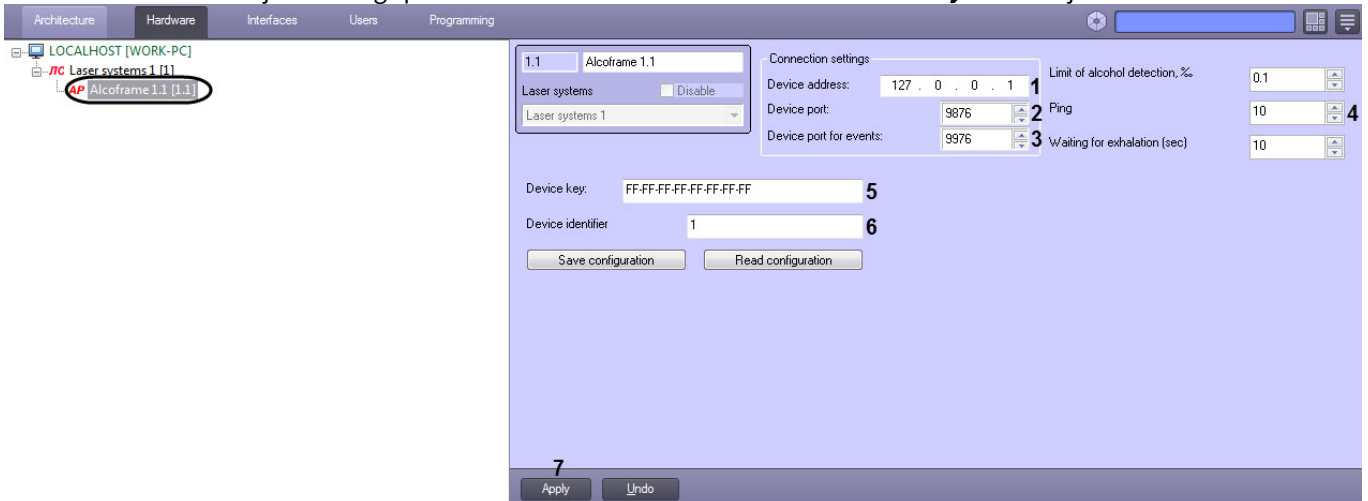 Architecture Hardware Interfaces Users Programming
LOCALHOST [WORK-PC]
ЛС Laser systems 1 [1]
АР Alcoframe 1.1 [1.1]
1.1 Alcoframe 1.1
Laser systems Disable
Laser systems 1
Connection settings
Device address: 127 . 0 . 0 . 1 1
Device port: 9876 2
Device port for events: 9976 3
Limit of alcohol detection, ‰ 0.1
Ping 10 4
Waiting for exhalation (sec) 10
Device key: FF-FF-FF-FF-FF-FF-FF-FF 5
Device identifier 1 6
Save configuration Read configuration
7
Apply Undo